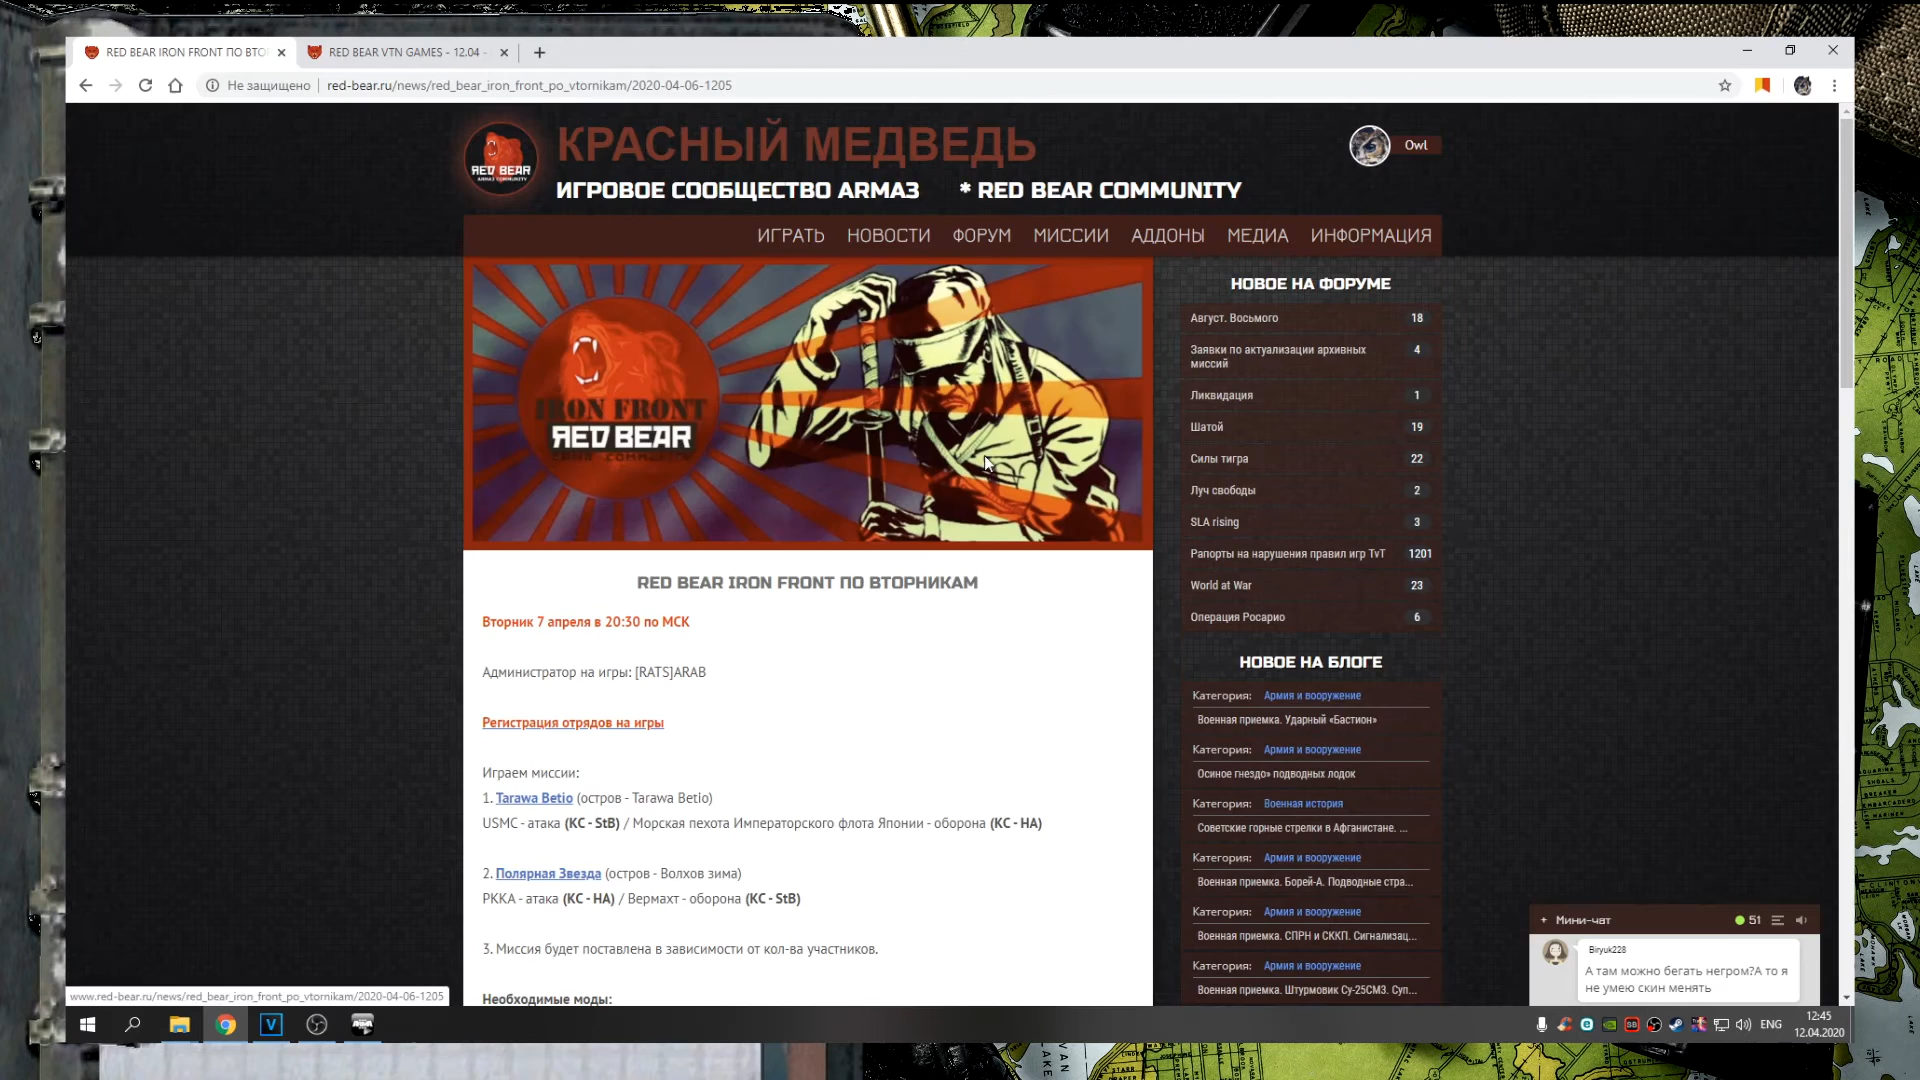 RED BEAR IRON FRONT ПО ВТО
RED BEAR VTN GAMES - 12.04 -
Не защищено
red-bear.ru/news/red_bear_iron_front_po_vtornikam/2020-04-06-1205
RED BEAR
КРАСНЫЙ МЕДВЕДЬ
ИГРОВОЕ СООБЩЕСТВО ARMA3 * RED BEAR COMMUNITY
Owl
ИГРАТЬ НОВОСТИ ФОРУМ МИССИИ АДДОНЫ МЕДИА ИНФОРМАЦИЯ
IRON FRONT
RED BEAR
RED BEAR IRON FRONT ПО ВТОРНИКАМ
Вторник 7 апреля в 20:30 по МСК
Администратор на игры: [RATS]ARAB
Регистрация отрядов на игры
Играем миссии:
1. Tarawa Betio (остров - Tarawa Betio)
USMC - атака (КС - StB) / Морская пехота Императорского флота Японии - оборона (КС - НА)
2. Полярная Звезда (остров - Волхов зима)
РККА - атака (КС - НА) / Вермахт - оборона (КС - StB)
3. Миссия будет поставлена в зависимости от кол-ва участников.
Необходимые моды:
НОВОЕ НА ФОРУМЕ
Август. Восьмого 18
Заявки по актуализации архивных 4
миссий
Ликвидация 1
Шатой 19
Силы тигра 22
Луч свободы 2
SLA rising 3
Рапорты на нарушения правил игр TvT 1201
World at War 23
Операция Росарио 6
НОВОЕ НА БЛОГЕ
Категория: Армия и вооружение
Военная приемка. Ударный «Бастион»
Категория: Армия и вооружение
Осиное гнездо» подводных лодок
Категория: Военная история
Советские горные стрелки в Афганистане. ...
Категория: Армия и вооружение
Военная приемка. Борей-А. Подводные стра...
Категория: Армия и вооружение
Военная приемка. СПРН и СККП. Сигнализац...
Категория: Армия и вооружение
Военная приемка. Штурмовик Су-25СМ3. Суп...
+ Мини-чат 51
Biryuk228
А там можно бегать негром?А то я
не умею скин менять
www.red-bear.ru/news/red_bear_iron_front_po_vtornikam/2020-04-06-1205
ENG
12:45
12.04.2020